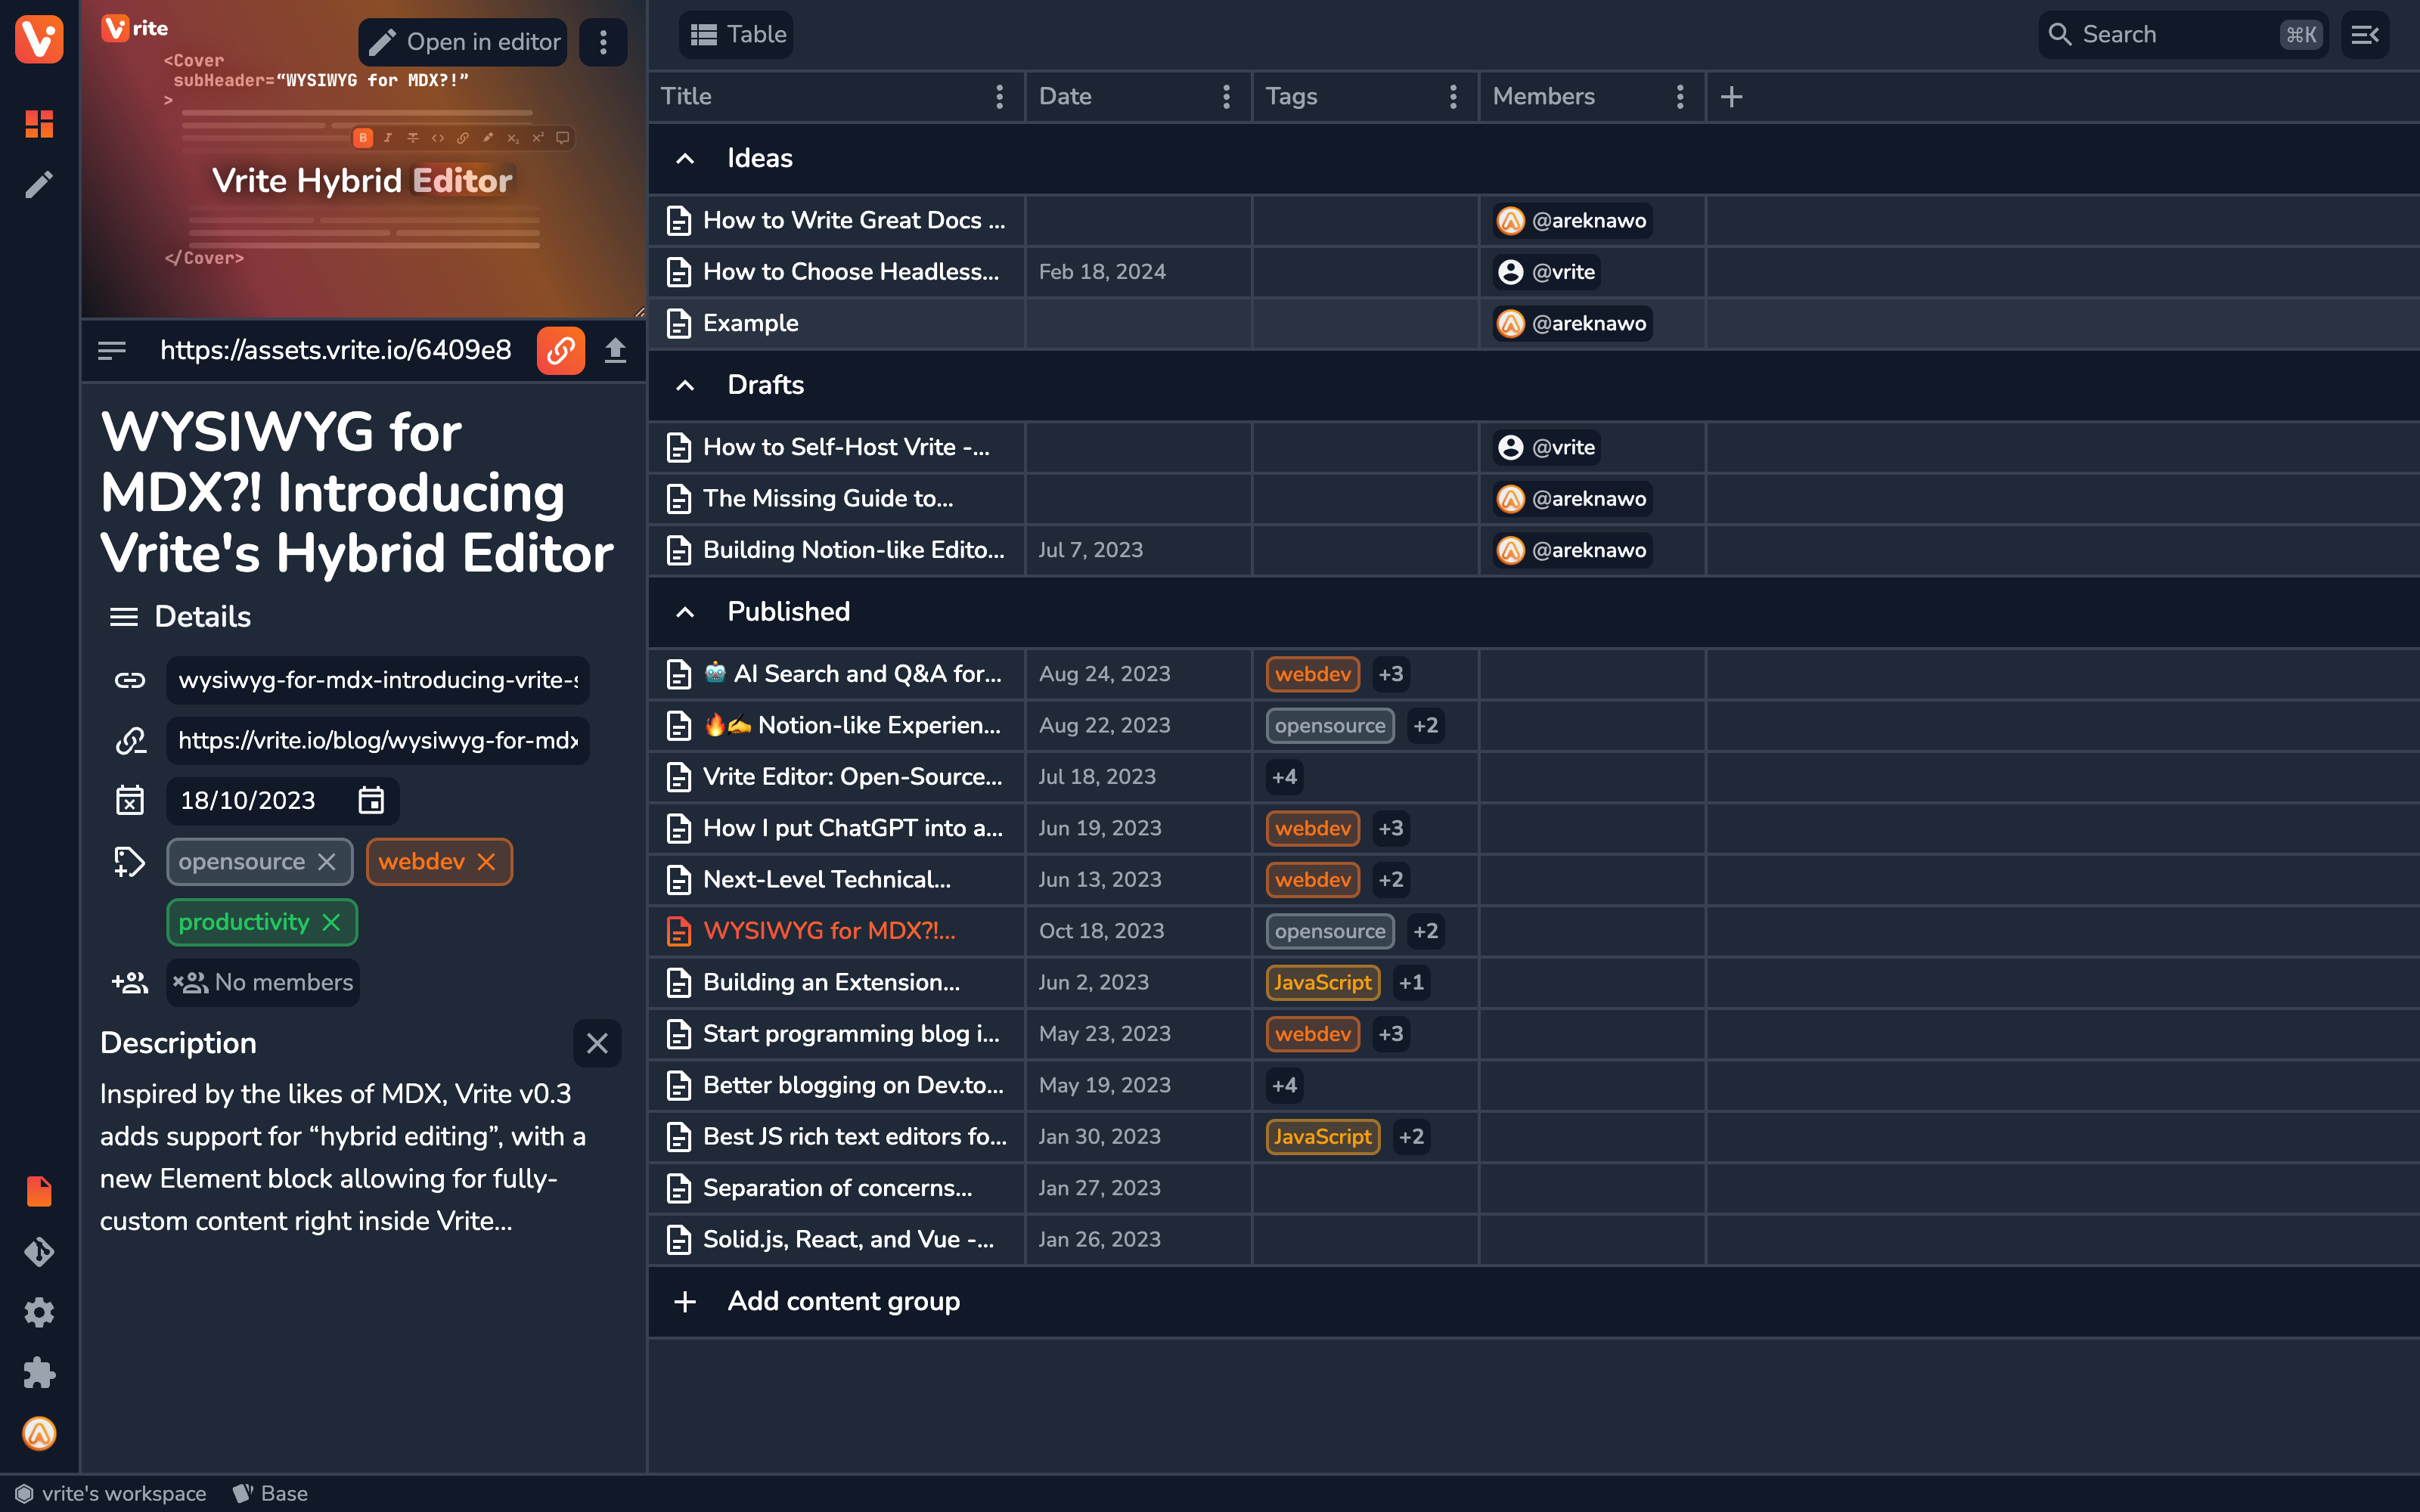 rite
Open in editor
<Cover
subHeader=“WYSIWYG for MDX?!”
>
B I <> X₂ X²
Vrite Hybrid Editor
</Cover>
https://assets.vrite.io/6409e8
WYSIWYG for
MDX?! Introducing
Vrite's Hybrid Editor
Details
wysiwyg-for-mdx-introducing-vrite-s
https://vrite.io/blog/wysiwyg-for-mdx
18/10/2023
opensource webdev
productivity
No members
Description
Inspired by the likes of MDX, Vrite v0.3
adds support for “hybrid editing”, with a
new Element block allowing for fully-
custom content right inside Vrite...
Table
Search ⌘K
Title Date Tags Members
Ideas
How to Write Great Docs ... @areknawo
How to Choose Headless... Feb 18, 2024 @vrite
Example @areknawo
Drafts
How to Self-Host Vrite -... @vrite
The Missing Guide to... @areknawo
Building Notion-like Edito... Jul 7, 2023 @areknawo
Published
🤖 AI Search and Q&A for... Aug 24, 2023 webdev +3
🔥✍️ Notion-like Experien... Aug 22, 2023 opensource +2
Vrite Editor: Open-Source... Jul 18, 2023 +4
How I put ChatGPT into a... Jun 19, 2023 webdev +3
Next-Level Technical... Jun 13, 2023 webdev +2
WYSIWYG for MDX?!... Oct 18, 2023 opensource +2
Building an Extension... Jun 2, 2023 JavaScript +1
Start programming blog i... May 23, 2023 webdev +3
Better blogging on Dev.to... May 19, 2023 +4
Best JS rich text editors fo... Jan 30, 2023 JavaScript +2
Separation of concerns... Jan 27, 2023
Solid.js, React, and Vue -... Jan 26, 2023
Add content group
vrite's workspace Base